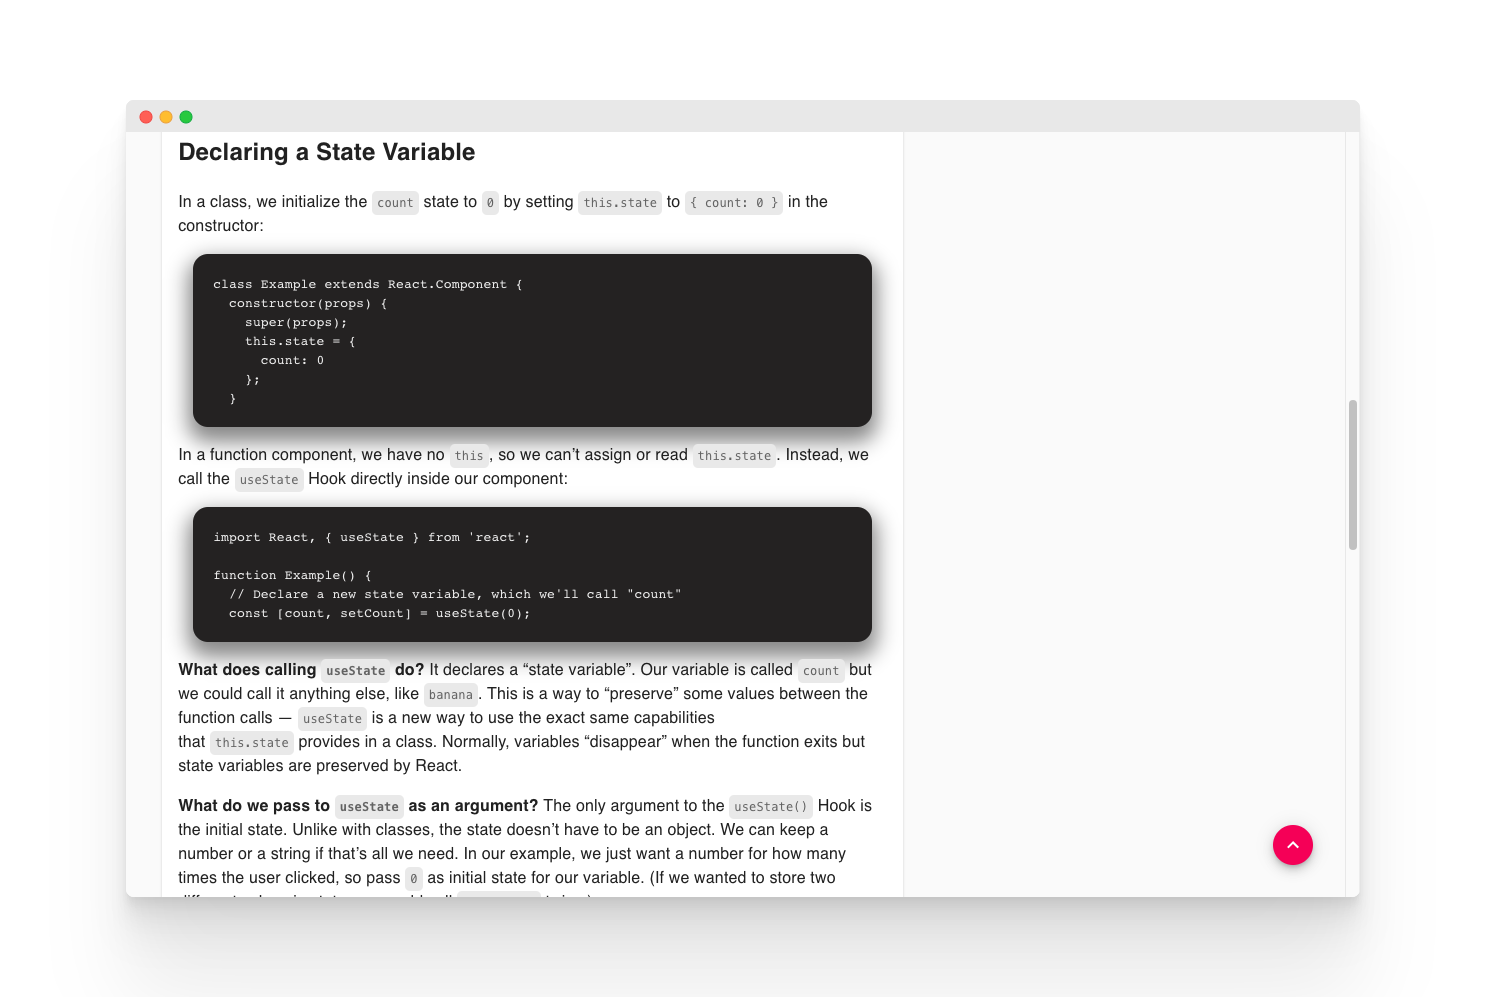 Declaring a State Variable
In a class, we initialize the count state to 0 by setting this.state to { count: 0 } in the
constructor:
class Example extends React.Component {
  constructor(props) {
    super(props);
    this.state = {
      count: 0
    };
  }
In a function component, we have no this, so we can’t assign or read this.state. Instead, we
call the useState Hook directly inside our component:
import React, { useState } from 'react';
function Example() {
  // Declare a new state variable, which we'll call "count"
  const [count, setCount] = useState(0);
What does calling useState do? It declares a “state variable”. Our variable is called count but
we could call it anything else, like banana. This is a way to “preserve” some values between the
function calls — useState is a new way to use the exact same capabilities
that this.state provides in a class. Normally, variables “disappear” when the function exits but
state variables are preserved by React.
What do we pass to useState as an argument? The only argument to the useState() Hook is
the initial state. Unlike with classes, the state doesn’t have to be an object. We can keep a
number or a string if that’s all we need. In our example, we just want a number for how many
times the user clicked, so pass 0 as initial state for our variable. (If we wanted to store two